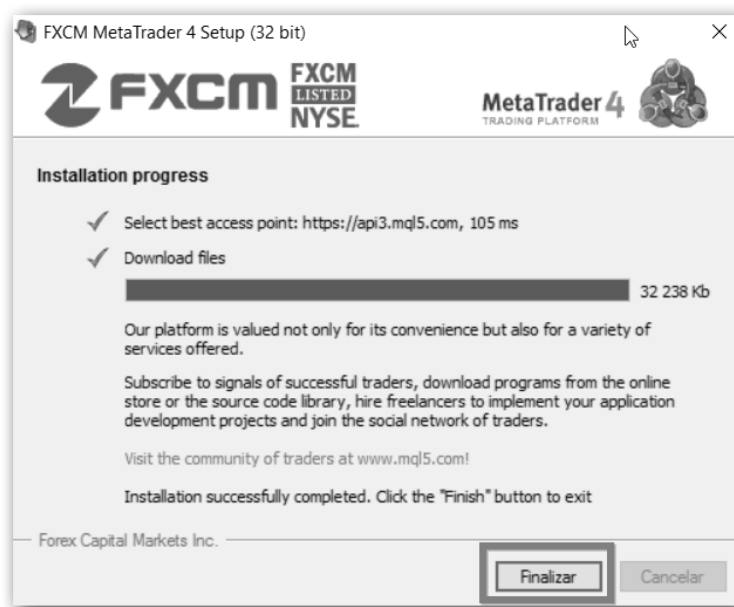 FXCM MetaTrader 4 Setup (32 bit)
FXCM
FXCM
LISTED
NYSE
MetaTrader 4
TRADING PLATFORM
Installation progress
Select best access point: https://api3.mql5.com, 105 ms
Download files
32 238 Kb
Our platform is valued not only for its convenience but also for a variety of
services offered.
Subscribe to signals of successful traders, download programs from the online
store or the source code library, hire freelancers to implement your application
development projects and join the social network of traders.
Visit the community of traders at www.mql5.com!
Installation successfully completed. Click the "Finish" button to exit
Forex Capital Markets Inc.
Finalizar
Cancelar